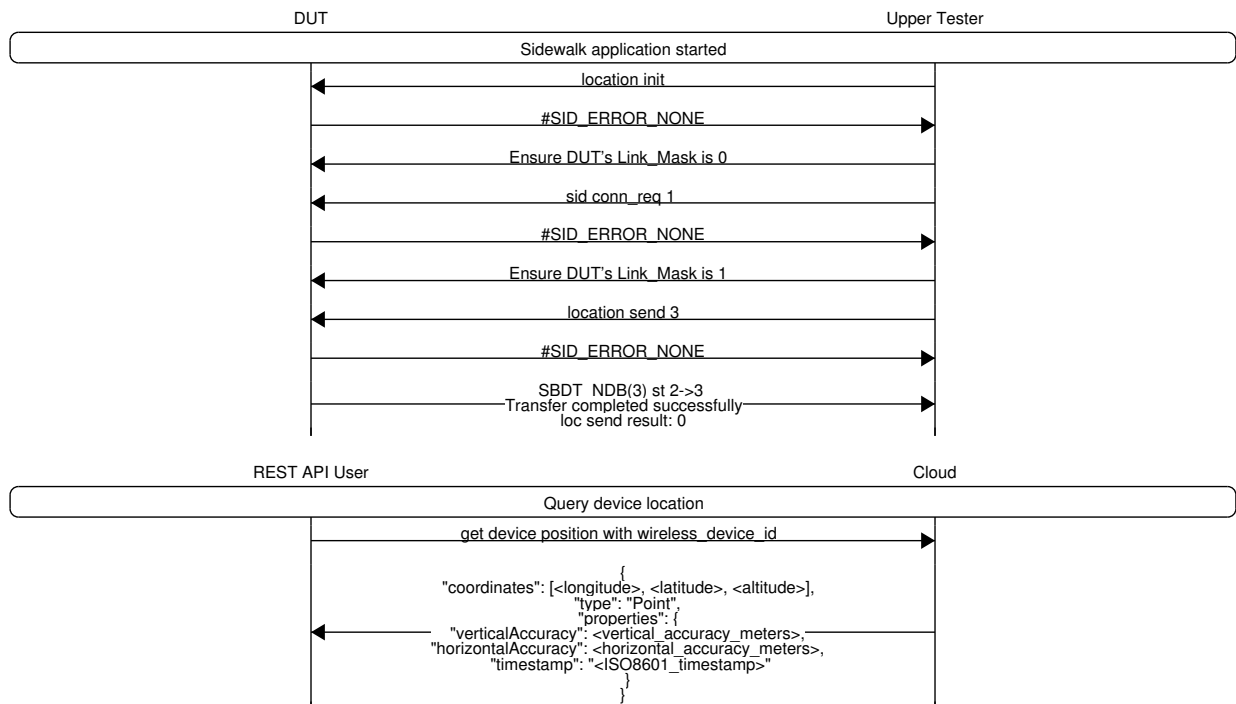 DUT
Upper Tester
Sidewalk application started
location init
#SID_ERROR_NONE
Ensure DUT's Link_Mask is 0
sid conn_req 1
#SID_ERROR_NONE
Ensure DUT's Link_Mask is 1
location send 3
#SID_ERROR_NONE
SBDT_NDB(3) st 2->3
Transfer completed successfully
loc send result: 0
REST API User
Cloud
Query device location
get device position with wireless_device_id
{
"coordinates": [<longitude>, <latitude>, <altitude>],
"type": "Point",
"properties": {
"verticalAccuracy": <vertical_accuracy_meters>,
"horizontalAccuracy": <horizontal_accuracy_meters>,
"timestamp": "<ISO8601_timestamp>"
}
}